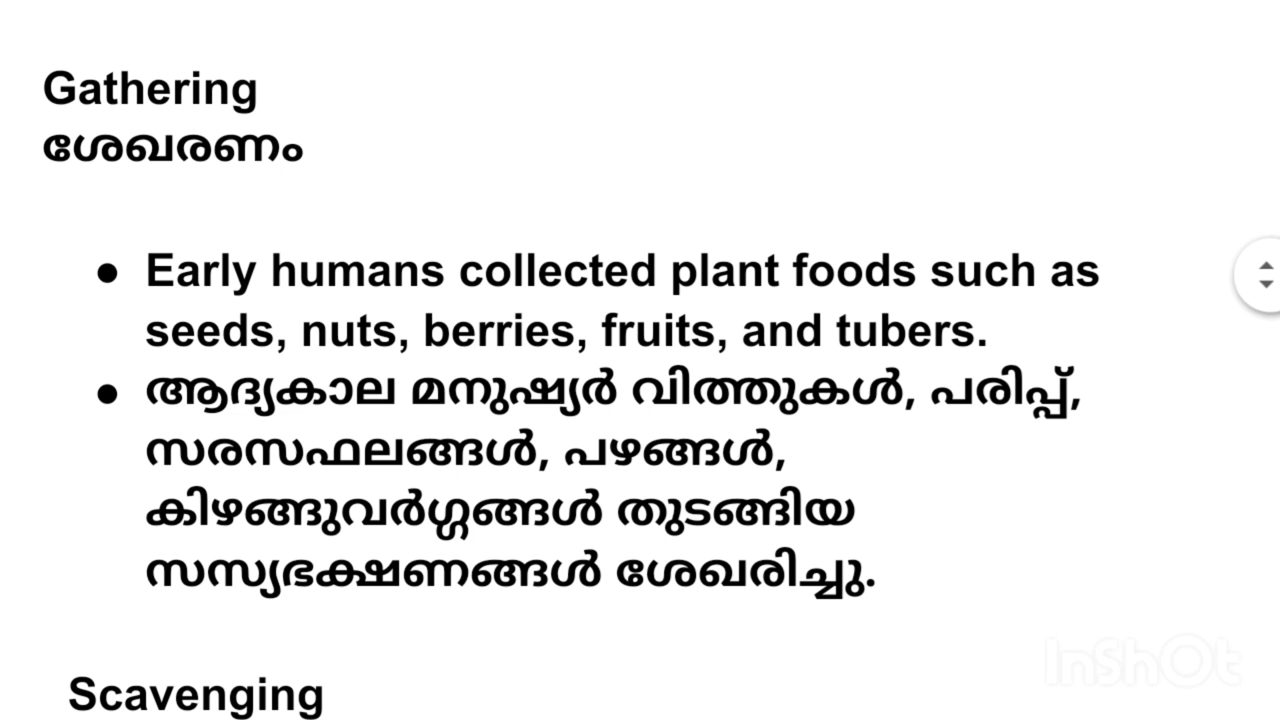 Gathering
ശേഖരണം
● Early humans collected plant foods such as
seeds, nuts, berries, fruits, and tubers.
● ആദ്യകാല മനുഷ്യർ വിത്തുകൾ, പരിപ്പ്,
സരസഫലങ്ങൾ, പഴങ്ങൾ,
കിഴങ്ങുവർഗ്ഗങ്ങൾ തുടങ്ങിയ
സസ്യഭക്ഷണങ്ങൾ ശേഖരിച്ചു.
Scavenging
InShOt